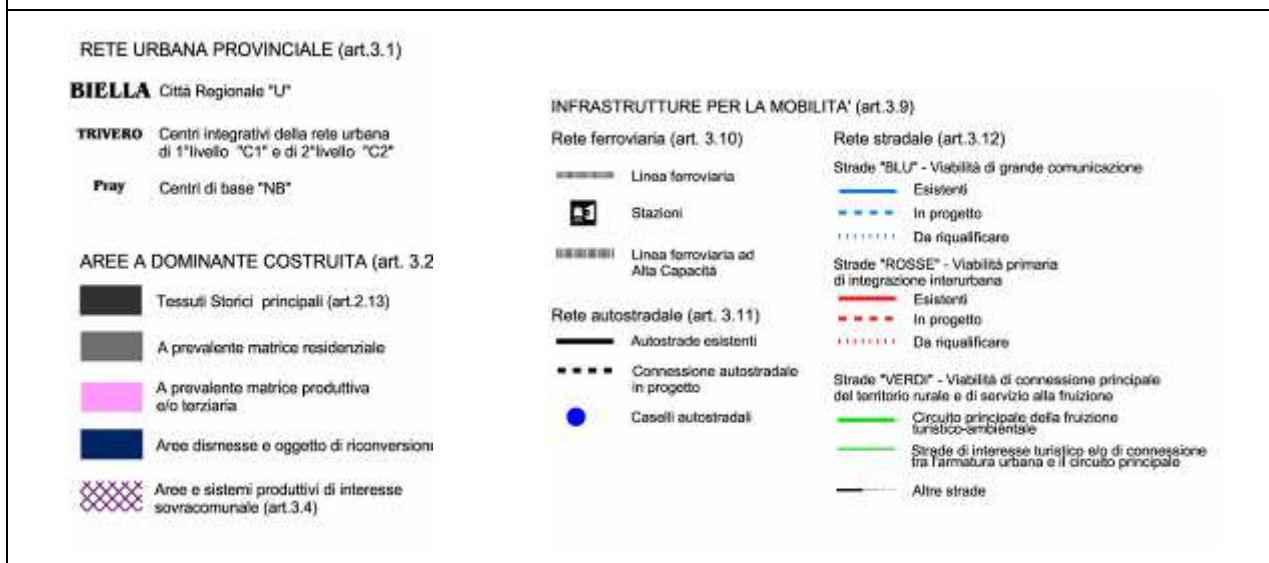 RETE URBANA PROVINCIALE (art.3.1)
BIELLA Città Regionale "U"
TRIVERO Centri integrativi della rete urbana
di 1°livello "C1" e di 2°livello "C2"
Pray Centri di base "NB"
AREE A DOMINANTE COSTRUITA (art. 3.2
Tessuti Storici principali (art.2.13)
A prevalente matrice residenziale
A prevalente matrice produttiva
e/o terziaria
Aree dismesse e oggetto di riconversione
Aree e sistemi produttivi di interesse
sovracomunale (art.3.4)
INFRASTRUTTURE PER LA MOBILITA' (art.3.9)
Rete ferroviaria (art. 3.10)
Linea ferroviaria
Stazioni
Linea ferroviaria ad
Alta Capacità
Rete autostradale (art. 3.11)
Autostrade esistenti
Connessione autostradale
in progetto
Caselli autostradali
Rete stradale (art.3.12)
Strade "BLU" - Viabilità di grande comunicazione
Esistenti
In progetto
Da riqualificare
Strade "ROSSE" - Viabilità primaria
di integrazione interurbana
Esistenti
In progetto
Da riqualificare
Strade "VERDI" - Viabilità di connessione principale
del territorio rurale e di servizio alla fruizione
Circuito principale della fruizione
turistico-ambientale
Strade di interesse turistico e/o di connessione
tra l'armatura urbana e il circuito principale
Altre strade